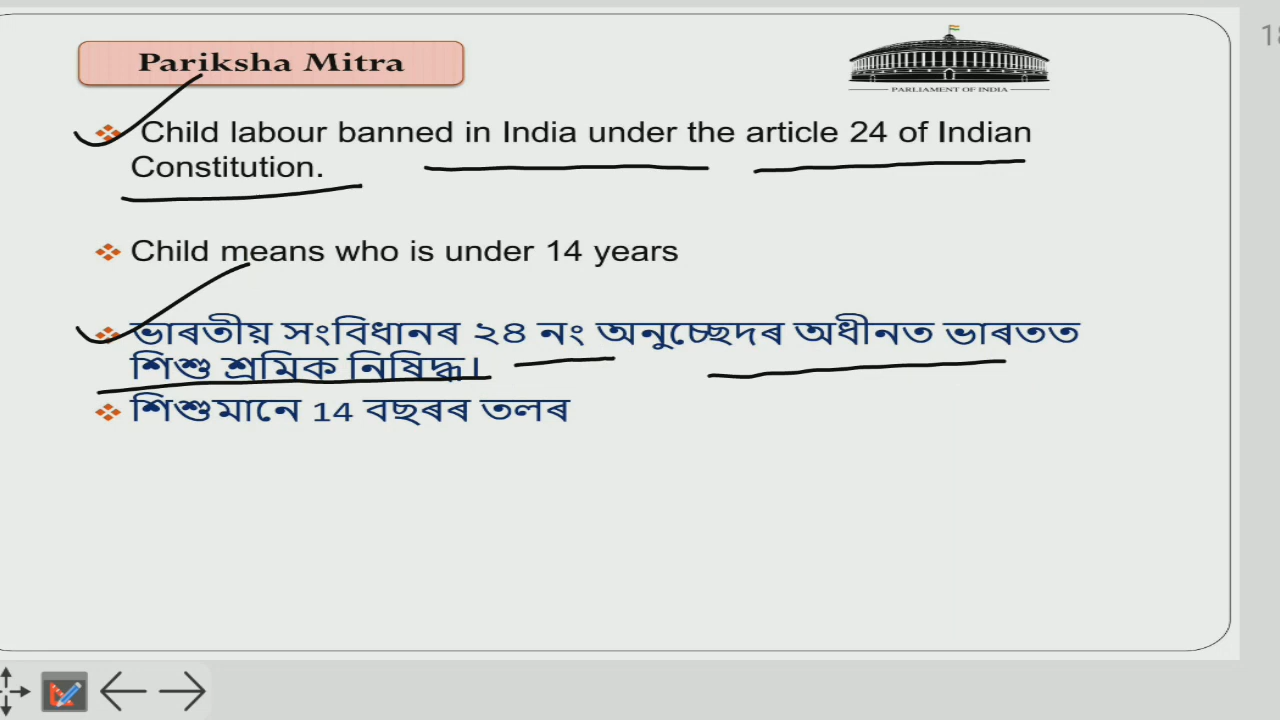 Pariksha Mitra
PARLIAMENT OF INDIA
18
Child labour banned in India under the article 24 of Indian
Constitution.
Child means who is under 14 years
ভাৰতীয় সংবিধানৰ ২৪ নং অনুচ্ছেদৰ অধীনত ভাৰতত
শিশু শ্ৰমিক নিষিদ্ধ।
শিশুমানে 14 বছৰৰ তলৰ